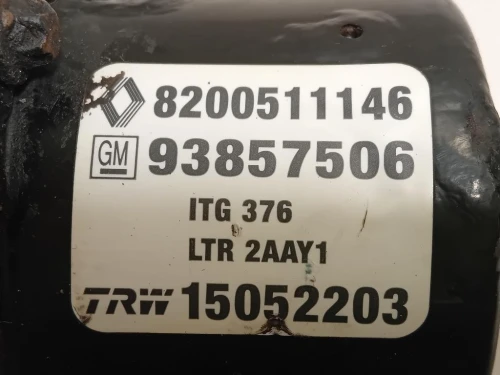 8200511146
GM 93857506
ITG 376
LTR 2AAY1
TRW 15052203